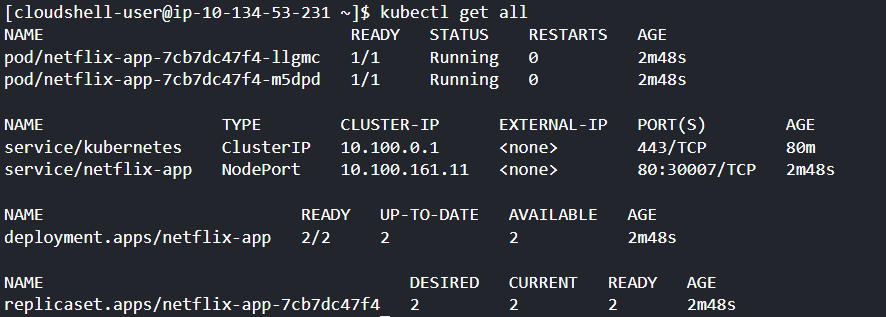 [cloudshell-user@ip-10-134-53-231 ~]$ kubectl get all
NAME READY STATUS RESTARTS AGE
pod/netflix-app-7cb7dc47f4-llgmc 1/1 Running 0 2m48s
pod/netflix-app-7cb7dc47f4-m5dpd 1/1 Running 0 2m48s
NAME TYPE CLUSTER-IP EXTERNAL-IP PORT(S) AGE
service/kubernetes ClusterIP 10.100.0.1 <none> 443/TCP 80m
service/netflix-app NodePort 10.100.161.11 <none> 80:30007/TCP 2m48s
NAME READY UP-TO-DATE AVAILABLE AGE
deployment.apps/netflix-app 2/2 2 2 2m48s
NAME DESIRED CURRENT READY AGE
replicaset.apps/netflix-app-7cb7dc47f4 2 2 2 2m48s